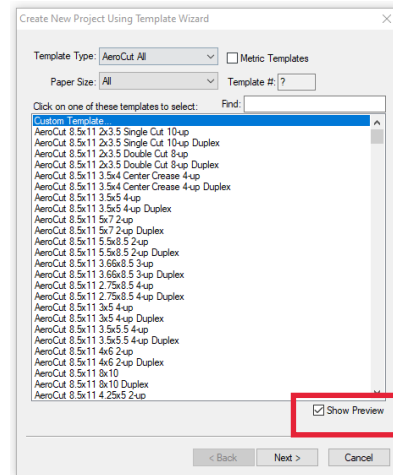 Create New Project Using Template Wizard
Template Type: AeroCut All Metric Templates
Paper Size: All Template #: ?
Click on one of these templates to select: Find:
Custom Template...
AeroCut 8.5x11 2x3.5 Single Cut 10-up
AeroCut 8.5x11 2x3.5 Single Cut 10-up Duplex
AeroCut 8.5x11 2x3.5 Double Cut 8-up
AeroCut 8.5x11 2x3.5 Double Cut 8-up Duplex
AeroCut 8.5x11 3.5x4 Center Crease 4-up
AeroCut 8.5x11 3.5x4 Center Crease 4-up Duplex
AeroCut 8.5x11 3.5x5 4-up
AeroCut 8.5x11 3.5x5 4-up Duplex
AeroCut 8.5x11 5x7 2-up
AeroCut 8.5x11 5x7 2-up Duplex
AeroCut 8.5x11 5.5x8.5 2-up
AeroCut 8.5x11 5.5x8.5 2-up Duplex
AeroCut 8.5x11 3.66x8.5 3-up
AeroCut 8.5x11 3.66x8.5 3-up Duplex
AeroCut 8.5x11 2.75x8.5 4-up
AeroCut 8.5x11 2.75x8.5 4-up Duplex
AeroCut 8.5x11 3x5 4-up
AeroCut 8.5x11 3x5 4-up Duplex
AeroCut 8.5x11 3.5x5.5 4-up
AeroCut 8.5x11 3.5x5.5 4-up Duplex
AeroCut 8.5x11 4x6 2-up
AeroCut 8.5x11 4x6 2-up Duplex
AeroCut 8.5x11 8x10
AeroCut 8.5x11 8x10 Duplex
AeroCut 8.5x11 4.25x5 2-up
Show Preview
< Back Next > Cancel